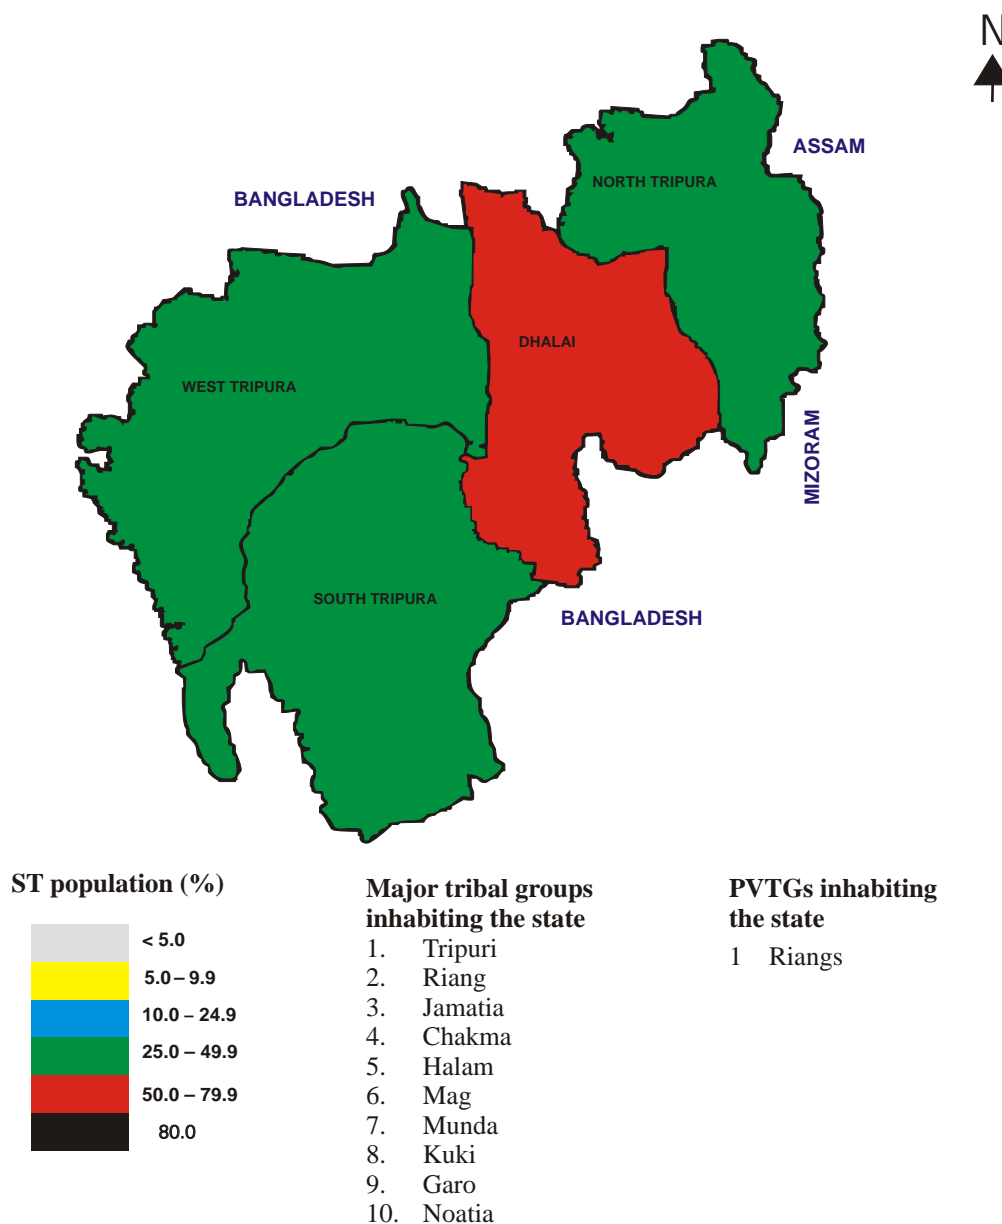 N
ASSAM
NORTH TRIPURA
BANGLADESH
DHALAI
WEST TRIPURA
MIZORAM
SOUTH TRIPURA
BANGLADESH
ST population (%)
< 5.0
5.0 – 9.9
10.0 – 24.9
25.0 – 49.9
50.0 – 79.9
80.0
Major tribal groups
inhabiting the state
1. Tripuri
2. Riang
3. Jamatia
4. Chakma
5. Halam
6. Mag
7. Munda
8. Kuki
9. Garo
10. Noatia
PVTGs inhabiting
the state
1 Riangs